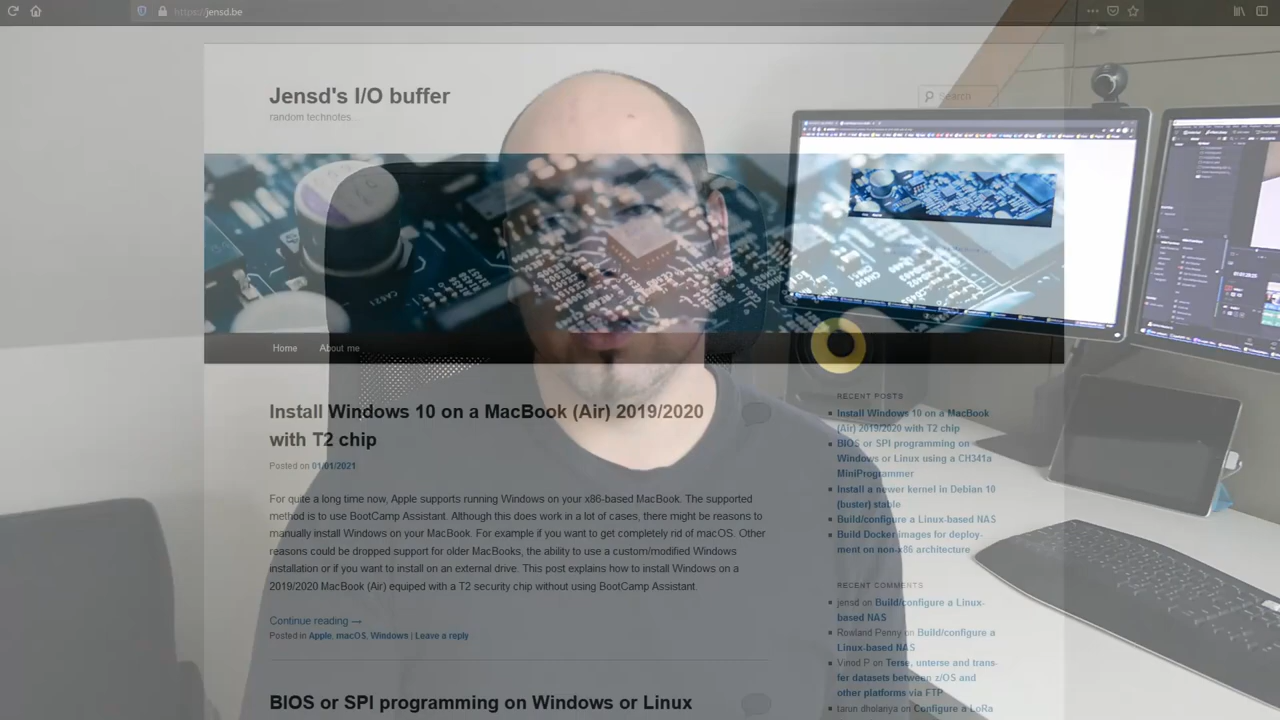 https://jensd.be
Jensd's I/O buffer
random technotes...
Search
Home About me
Install Windows 10 on a MacBook (Air) 2019/2020
with T2 chip
Posted on 01/01/2021
For quite a long time now, Apple supports running Windows on your x86-based MacBook. The supported
method is to use BootCamp Assistant. Although this does work in a lot of cases, there might be reasons to
manually install Windows on your MacBook. For example if you want to get completely rid of macOS. Other
reasons could be dropped support for older MacBooks, the ability to use a custom/modified Windows
installation or if you want to install on an external drive. This post explains how to install Windows on a
2019/2020 MacBook (Air) equiped with a T2 security chip without using BootCamp Assistant.
Continue reading →
Posted in Apple, macOS, Windows | Leave a reply
BIOS or SPI programming on Windows or Linux
RECENT POSTS
Install Windows 10 on a MacBook
(Air) 2019/2020 with T2 chip
BIOS or SPI programming on
Windows or Linux using a CH341a
MiniProgrammer
Install a newer kernel in Debian 10
(buster) stable
Build/configure a Linux-based NAS
Build Docker images for deploy-
ment on non-x86 architecture
RECENT COMMENTS
jensd on Build/configure a Linux-
based NAS
Rowland Penny on Build/configure a
Linux-based NAS
Vinod P on Terse, unterse and trans-
fer datasets between z/OS and
other platforms via FTP
tarun dholanya on Configure a LoRa